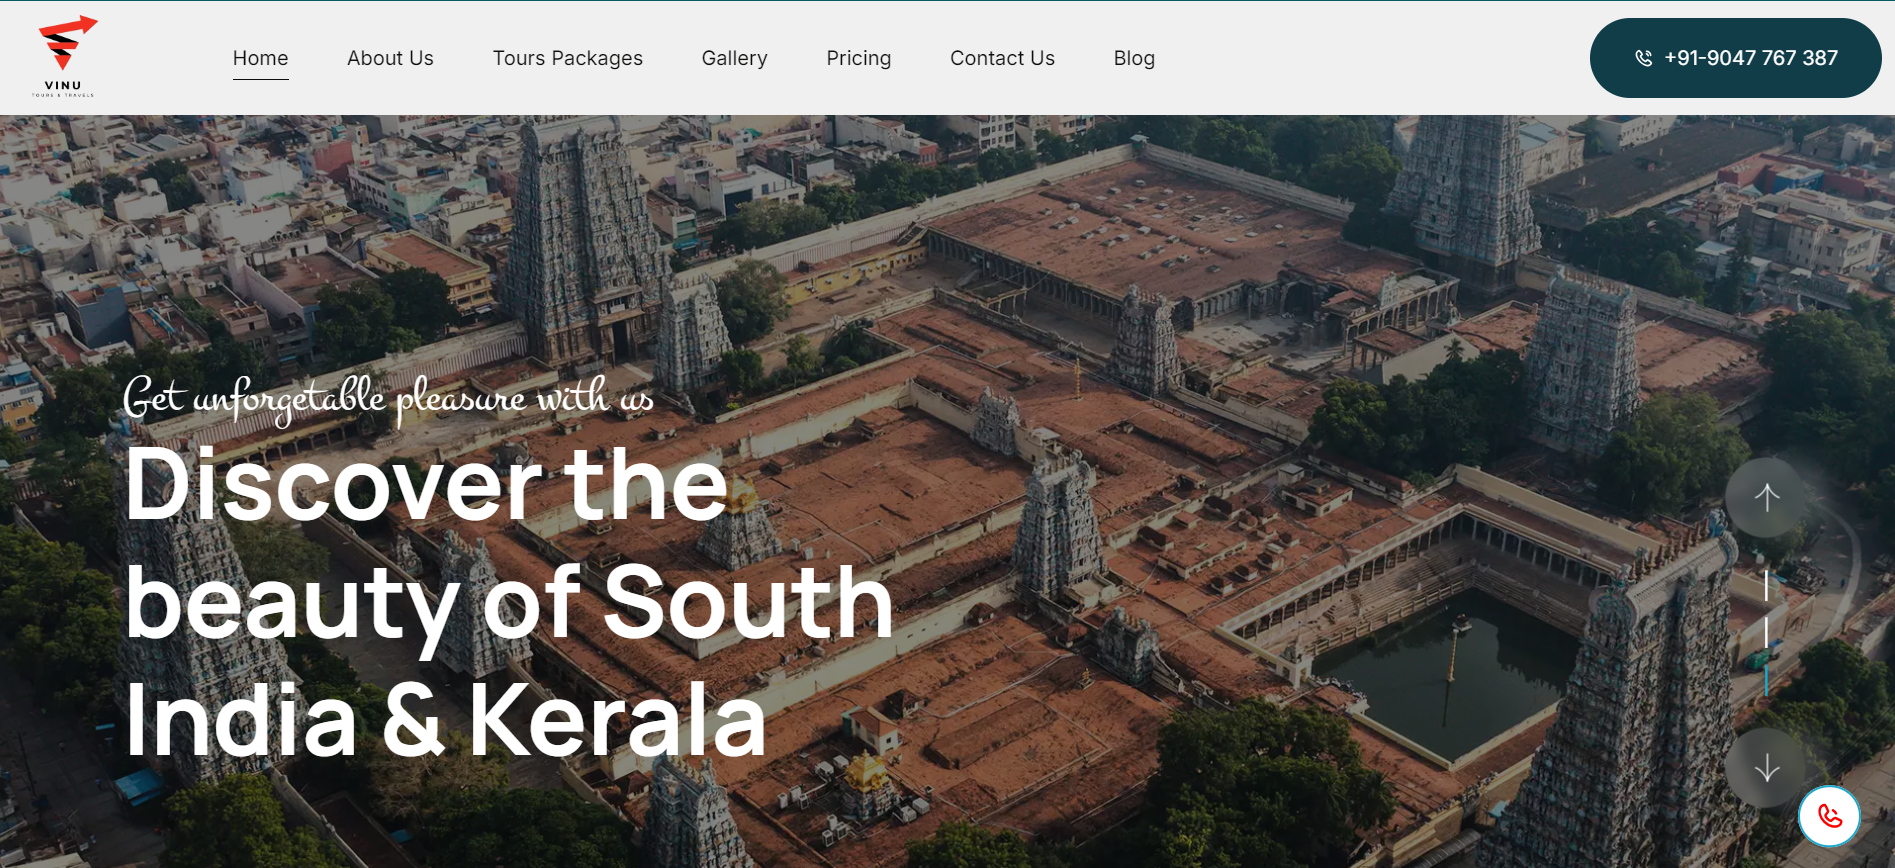 VINU
TOURS & TRAVELS
Home
About Us
Tours Packages
Gallery
Pricing
Contact Us
Blog
+91-9047 767 387
Get unforgetable pleasure with us
Discover the
beauty of South
India & Kerala